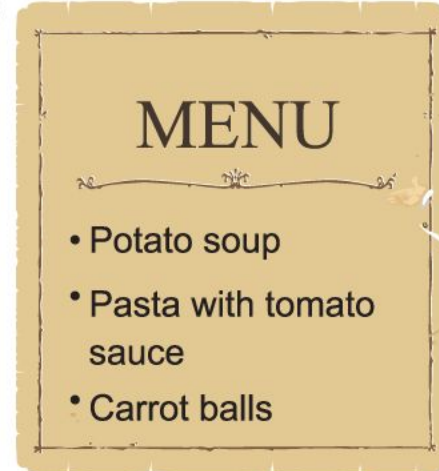 MENU
• Potato soup
• Pasta with tomato
sauce
• Carrot balls